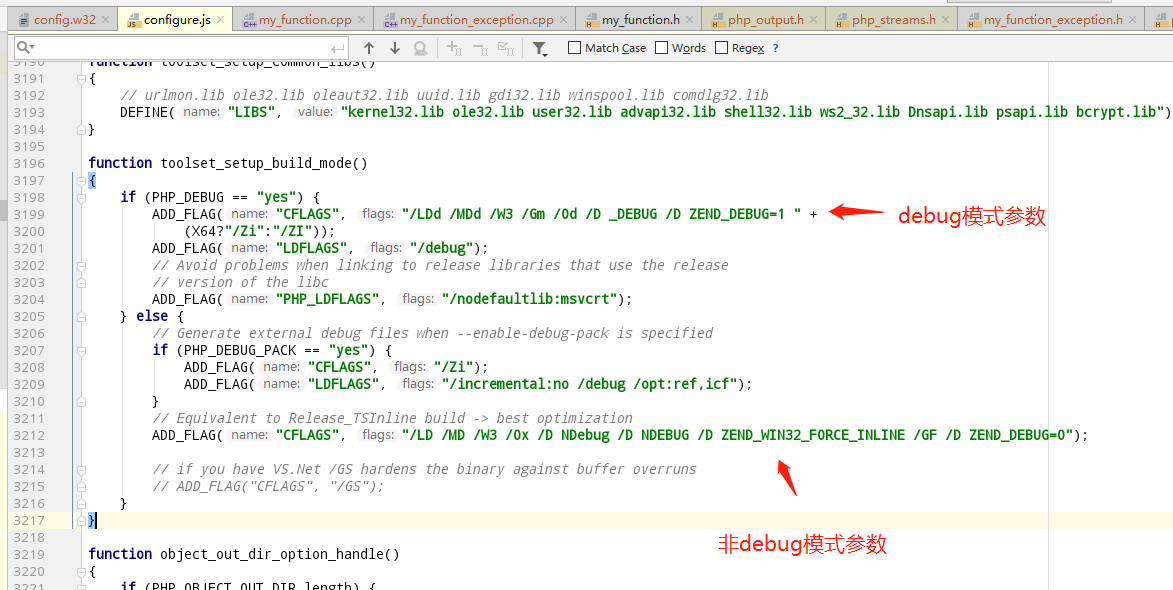 config.w32 configure.js my_function.cpp my_function_exception.cpp my_function.h php_output.h php_streams.h my_function_exception.h
Match Case Words Regex ?
3190 function toolset_setup_common_libs()
3191 {
3192 // urlmon.lib ole32.lib oleaut32.lib uuid.lib gdi32.lib winspool.lib comdlg32.lib
3193 DEFINE( name: "LIBS", value: "kernel32.lib ole32.lib user32.lib advapi32.lib shell32.lib ws2_32.lib Dnsapi.lib psapi.lib bcrypt.lib")
3194 }
3195
3196 function toolset_setup_build_mode()
3197 {
3198 if (PHP_DEBUG == "yes") {
3199 ADD_FLAG( name: "CFLAGS", flags: "/LDd /MDd /W3 /Gm /Od /D _DEBUG /D ZEND_DEBUG=1 " + debug模式参数
3200 (X64?"/Zi":"/ZI"));
3201 ADD_FLAG( name: "LDFLAGS", flags: "/debug");
3202 // Avoid problems when linking to release libraries that use the release
3203 // version of the libc
3204 ADD_FLAG( name: "PHP_LDFLAGS", flags: "/nodefaultlib:msvcrt");
3205 } else {
3206 // Generate external debug files when --enable-debug-pack is specified
3207 if (PHP_DEBUG_PACK == "yes") {
3208 ADD_FLAG( name: "CFLAGS", flags: "/Zi");
3209 ADD_FLAG( name: "LDFLAGS", flags: "/incremental:no /debug /opt:ref,icf");
3210 }
3211 // Equivalent to Release_TSInline build -> best optimization
3212 ADD_FLAG( name: "CFLAGS", flags: "/LD /MD /W3 /Ox /D NDebug /D NDEBUG /D ZEND_WIN32_FORCE_INLINE /GF /D ZEND_DEBUG=0");
3213
3214 // if you have VS.Net /GS hardens the binary against buffer overruns
3215 // ADD_FLAG("CFLAGS", "/GS");
3216 }
3217 }
3218
非debug模式参数
3219 function object_out_dir_option_handle()
3220 {
3221 if (PHP_OBJECT_OUT_DIR.length) {